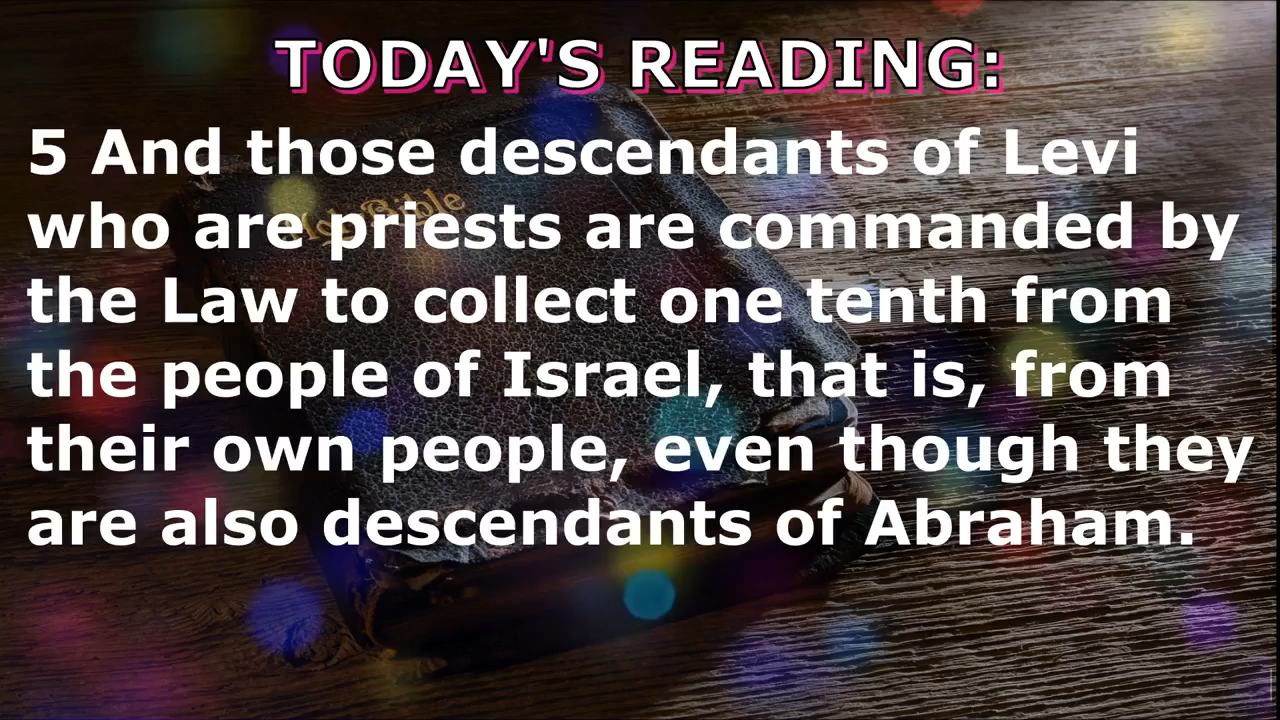 TODAY'S READING:
5 And those descendants of Levi
who are priests are commanded by
the Law to collect one tenth from
the people of Israel, that is, from
their own people, even though they
are also descendants of Abraham.
Holy Bible